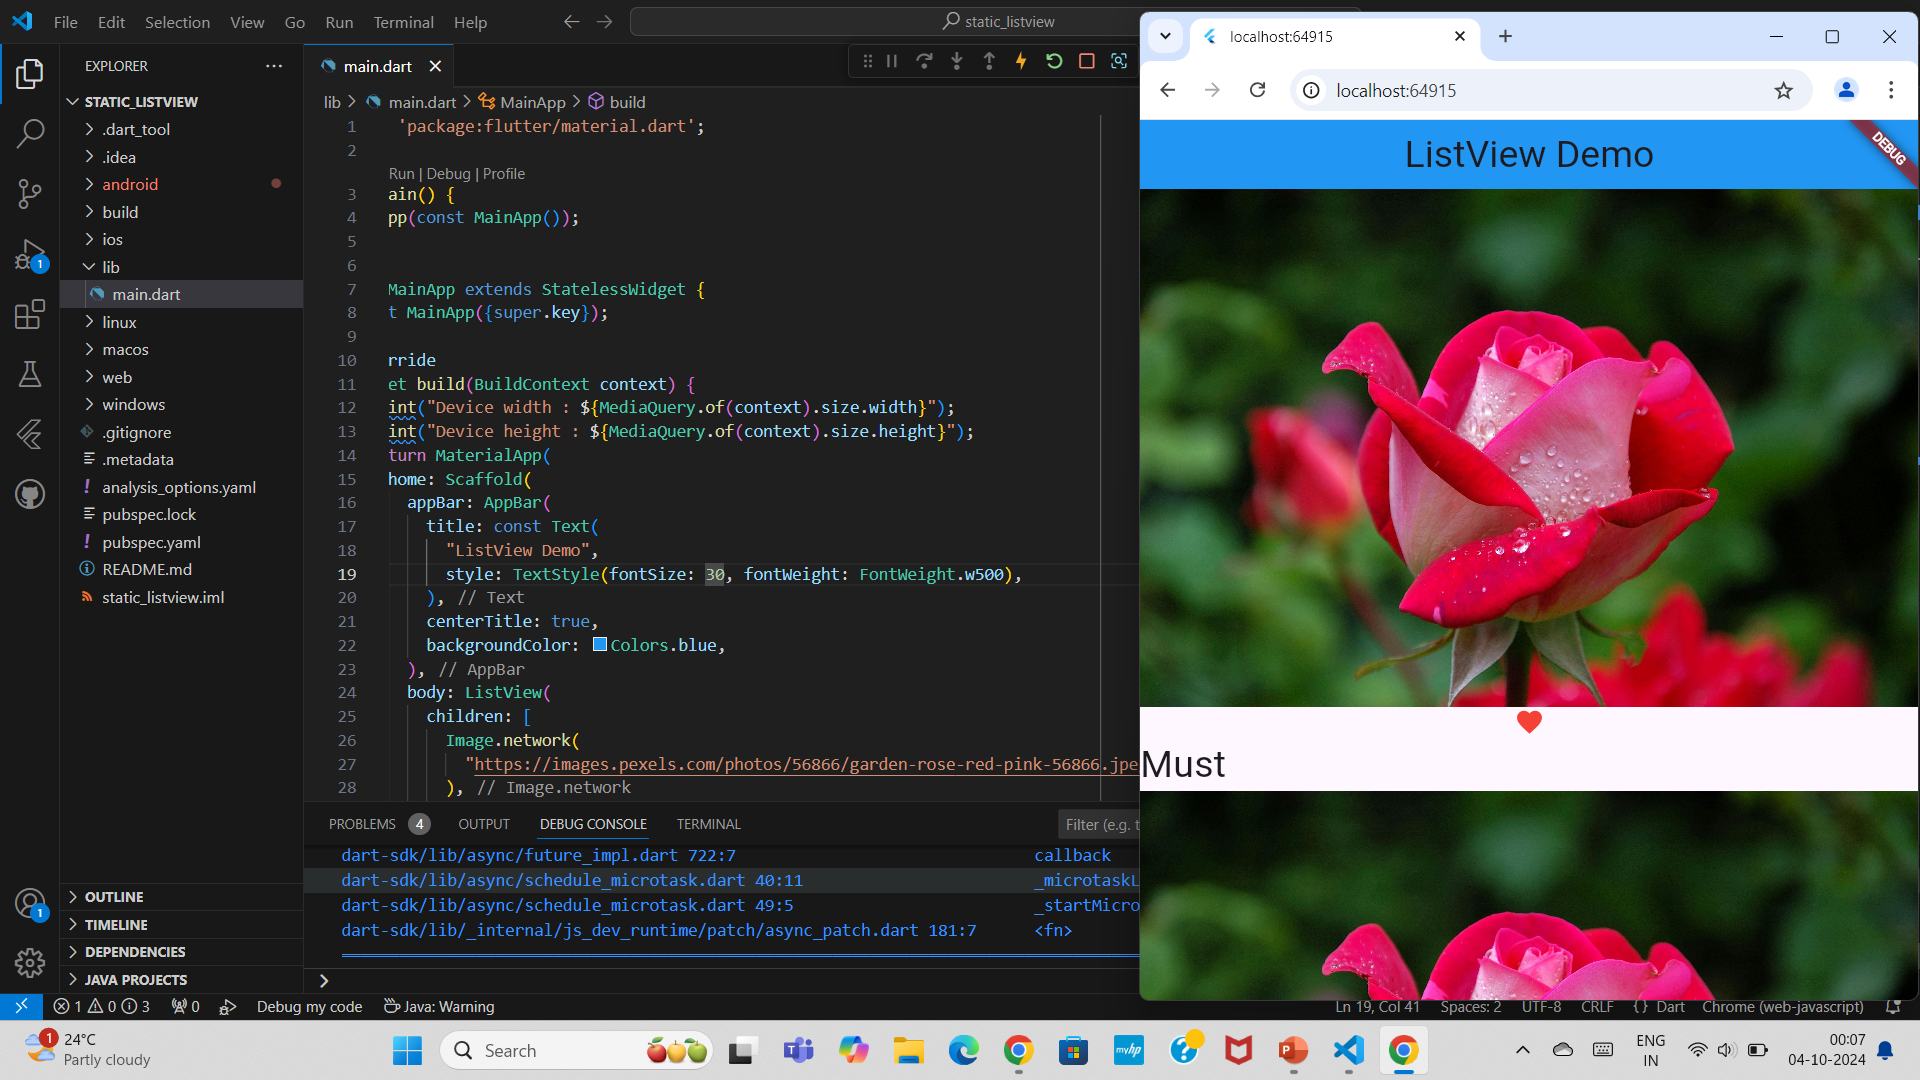 File Edit Selection View Go Run Terminal Help
static_listview
EXPLORER
STATIC_LISTVIEW
.dart_tool
.idea
android
build
ios
lib
main.dart
linux
macos
web
windows
.gitignore
.metadata
analysis_options.yaml
pubspec.lock
pubspec.yaml
README.md
static_listview.iml
OUTLINE
TIMELINE
DEPENDENCIES
JAVA PROJECTS
1
1
main.dart
lib > main.dart > MainApp > build
1 'package:flutter/material.dart';
2
Run | Debug | Profile
3 ain() {
4 pp(const MainApp());
5
6
7 MainApp extends StatelessWidget {
8 t MainApp({super.key});
9
10 rride
11 et build(BuildContext context) {
12 int("Device width : ${MediaQuery.of(context).size.width}");
13 int("Device height : ${MediaQuery.of(context).size.height}");
14 turn MaterialApp(
15 home: Scaffold(
16 appBar: AppBar(
17 title: const Text(
18 "ListView Demo",
19 style: TextStyle(fontSize: 30, fontWeight: FontWeight.w500),
20 ), // Text
21 centerTitle: true,
22 backgroundColor: Colors.blue,
23 ), // AppBar
24 body: ListView(
25 children: [
26 Image.network(
27 "https://images.pexels.com/photos/56866/garden-rose-red-pink-56866.jpe
28 ), // Image.network
PROBLEMS 4 OUTPUT DEBUG CONSOLE TERMINAL Filter (e.g. t
dart-sdk/lib/async/future_impl.dart 722:7 callback
dart-sdk/lib/async/schedule_microtask.dart 40:11 _microtaskL
dart-sdk/lib/async/schedule_microtask.dart 49:5 _startMicro
dart-sdk/lib/_internal/js_dev_runtime/patch/async_patch.dart 181:7 <fn>
localhost:64915
localhost:64915
ListView Demo
DEBUG
Must
1 0 3 0 Debug my code Java: Warning Ln 19, Col 41 Spaces: 2 UTF-8 CRLF {} Dart Chrome (web-javascript)
1
24°C
Partly cloudy
Search
myhp
ENG
IN
00:07
04-10-2024